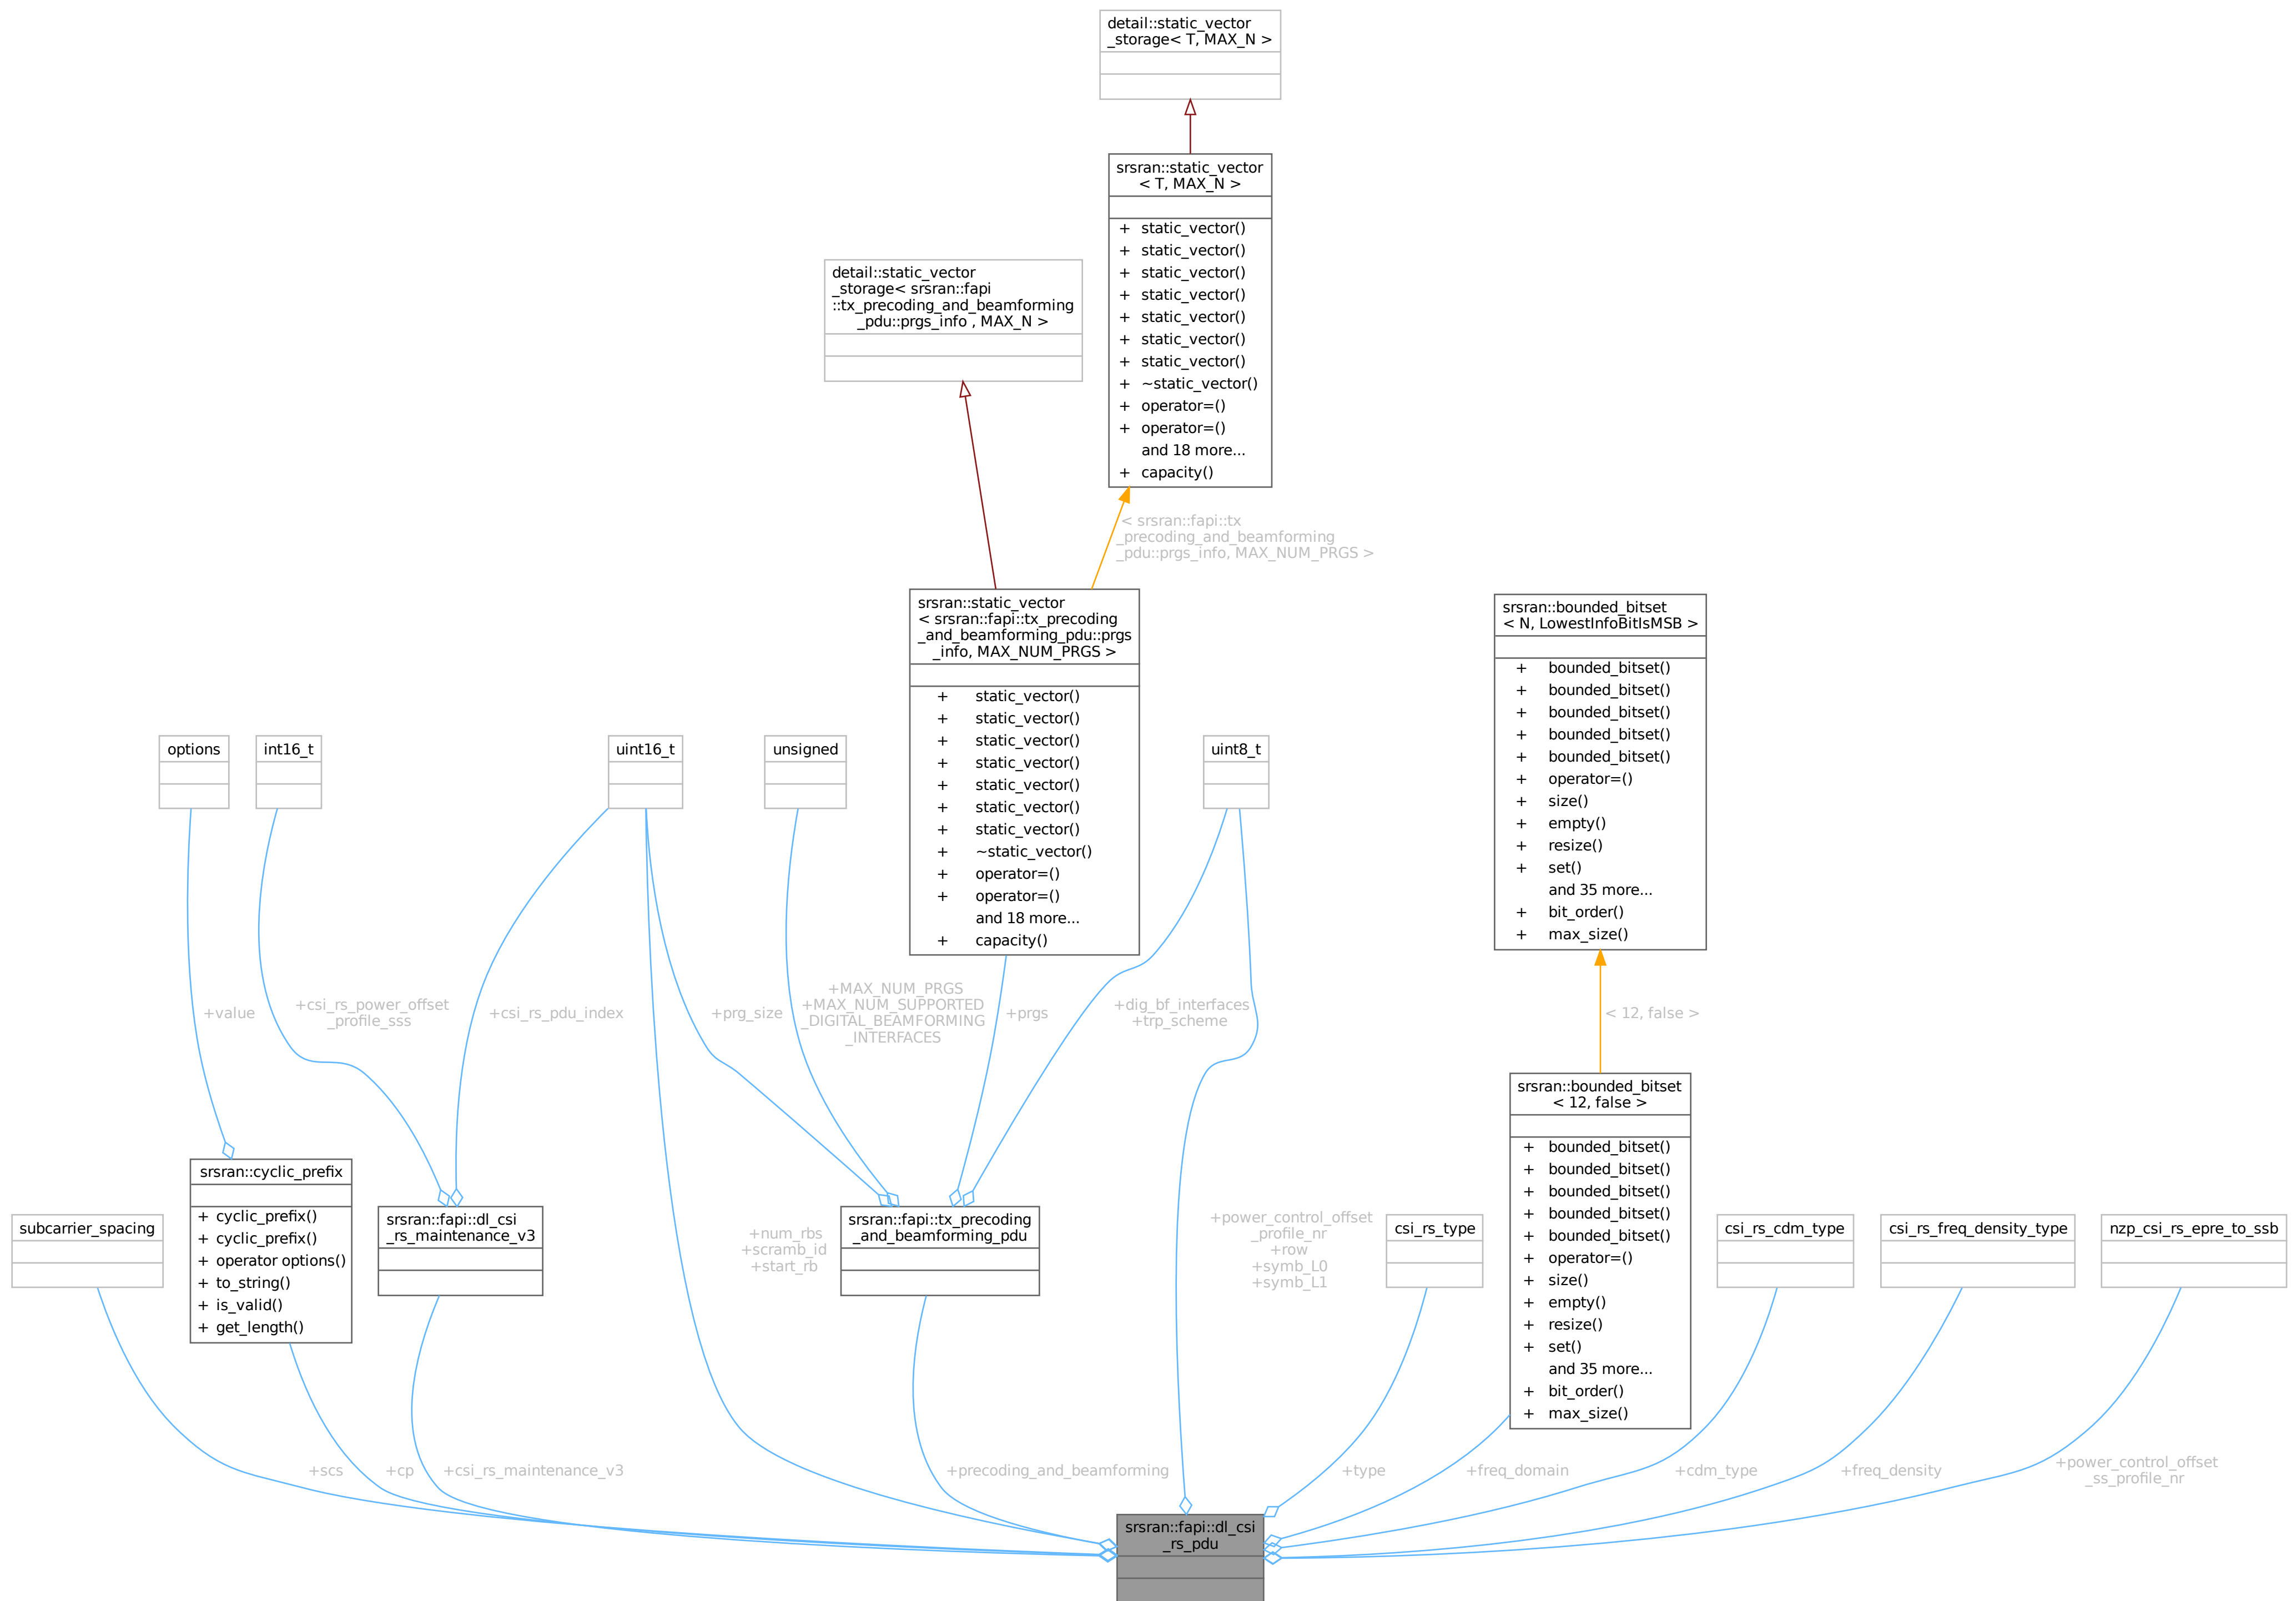 detail::static_vector
_storage< T, MAX_N >
srsran::static_vector
< T, MAX_N >
+ static_vector()
+ static_vector()
+ static_vector()
+ static_vector()
+ static_vector()
+ static_vector()
+ static_vector()
+ ~static_vector()
+ operator=()
+ operator=()
and 18 more...
+ capacity()
detail::static_vector
_storage< srsran::fapi
::tx_precoding_and_beamforming
_pdu::prgs_info , MAX_N >
< srsran::fapi::tx
_precoding_and_beamforming
_pdu::prgs_info, MAX_NUM_PRGS >
srsran::static_vector
< srsran::fapi::tx_precoding
_and_beamforming_pdu::prgs
_info, MAX_NUM_PRGS >
+ static_vector()
+ static_vector()
+ static_vector()
+ static_vector()
+ static_vector()
+ static_vector()
+ static_vector()
+ ~static_vector()
+ operator=()
+ operator=()
and 18 more...
+ capacity()
srsran::bounded_bitset
< N, LowestInfoBitIsMSB >
+ bounded_bitset()
+ bounded_bitset()
+ bounded_bitset()
+ bounded_bitset()
+ bounded_bitset()
+ operator=()
+ size()
+ empty()
+ resize()
+ set()
and 35 more...
+ bit_order()
+ max_size()
options
int16_t
uint16_t
unsigned
uint8_t
+value
+csi_rs_power_offset
_profile_sss
+csi_rs_pdu_index
+prg_size
+MAX_NUM_PRGS
+MAX_NUM_SUPPORTED
_DIGITAL_BEAMFORMING
_INTERFACES
+prgs
+dig_bf_interfaces
+trp_scheme
< 12, false >
subcarrier_spacing
srsran::cyclic_prefix
+ cyclic_prefix()
+ cyclic_prefix()
+ operator options()
+ to_string()
+ is_valid()
+ get_length()
srsran::fapi::dl_csi
_rs_maintenance_v3
+num_rbs
+scramb_id
+start_rb
srsran::fapi::tx_precoding
_and_beamforming_pdu
+power_control_offset
_profile_nr
+row
+symb_L0
+symb_L1
csi_rs_type
srsran::bounded_bitset
< 12, false >
+ bounded_bitset()
+ bounded_bitset()
+ bounded_bitset()
+ bounded_bitset()
+ bounded_bitset()
+ operator=()
+ size()
+ empty()
+ resize()
+ set()
and 35 more...
+ bit_order()
+ max_size()
csi_rs_cdm_type
csi_rs_freq_density_type
nzp_csi_rs_epre_to_ssb
+scs
+cp
+csi_rs_maintenance_v3
+precoding_and_beamforming
+type
+freq_domain
+cdm_type
+freq_density
+power_control_offset
_ss_profile_nr
srsran::fapi::dl_csi
_rs_pdu